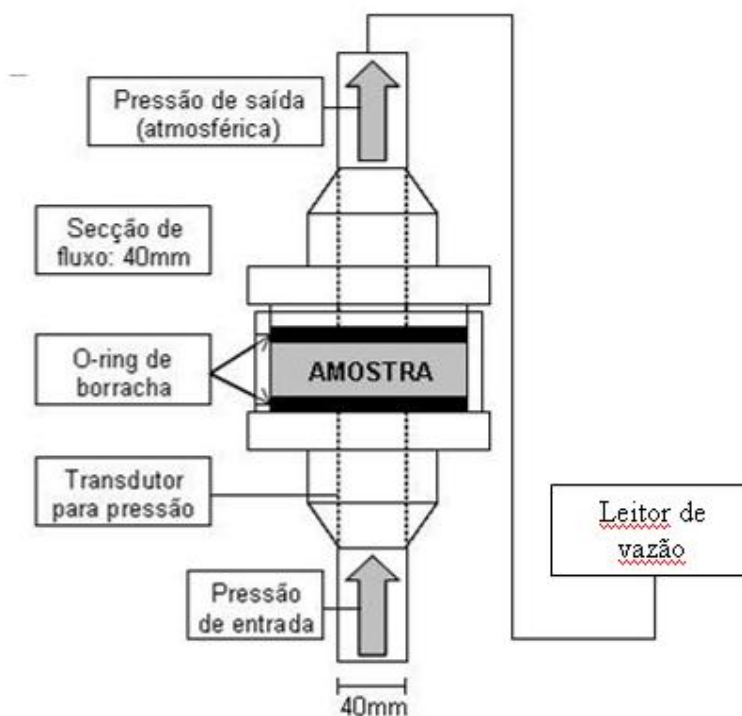 Pressão de saída
(atmosférica)
Secção de
fluxo: 40mm
O-ring de
borracha
AMOSTRA
Transdutor
para pressão
Leitor de
vazão
Pressão
de entrada
40mm